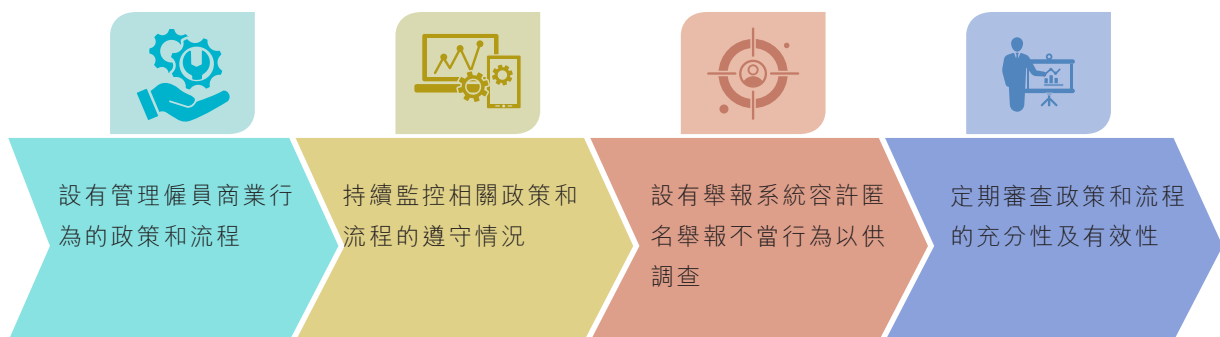 設有管理僱員商業行
為的政策和流程
持續監控相關政策和
流程的遵守情況
設有舉報系統容許匿
名舉報不當行為以供
調查
定期審查政策和流程
的充分性及有效性